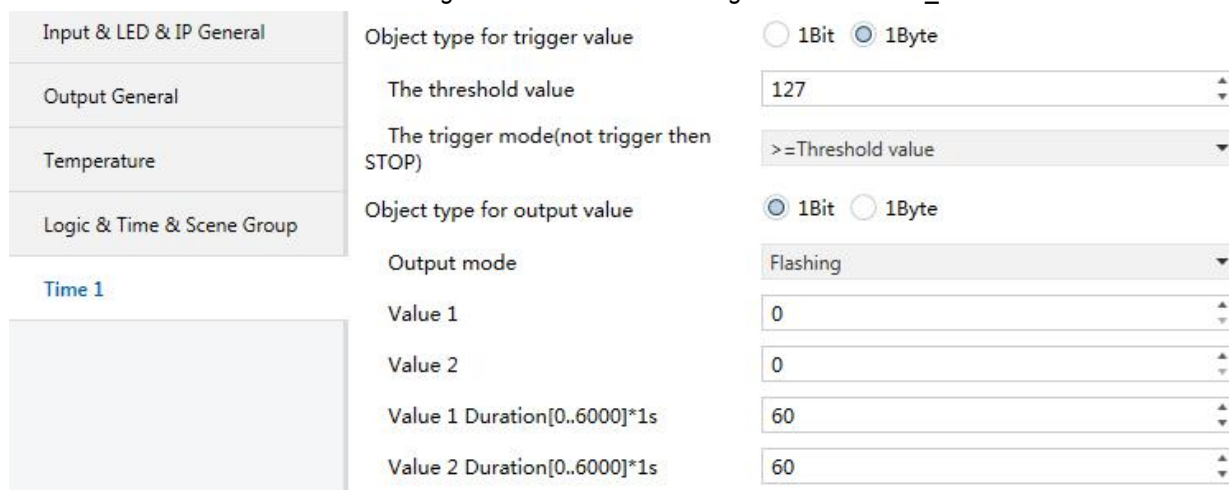 Input & LED & IP General
Output General
Temperature
Logic & Time & Scene Group
Time 1
Object type for trigger value
1Bit 1Byte
The threshold value
127
The trigger mode(not trigger then
STOP)
>=Threshold value
Object type for output value
1Bit 1Byte
Output mode
Flashing
Value 1
0
Value 2
0
Value 1 Duration[0..6000]*1s
60
Value 2 Duration[0..6000]*1s
60